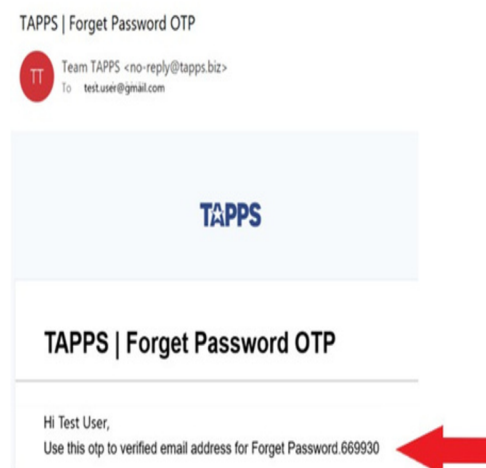 TAPPS | Forget Password OTP
TT
Team TAPPS <no-reply@tapps.biz>
To test.user@gmail.com
TAPPS
TAPPS | Forget Password OTP
Hi Test User,
Use this otp to verified email address for Forget Password.669930